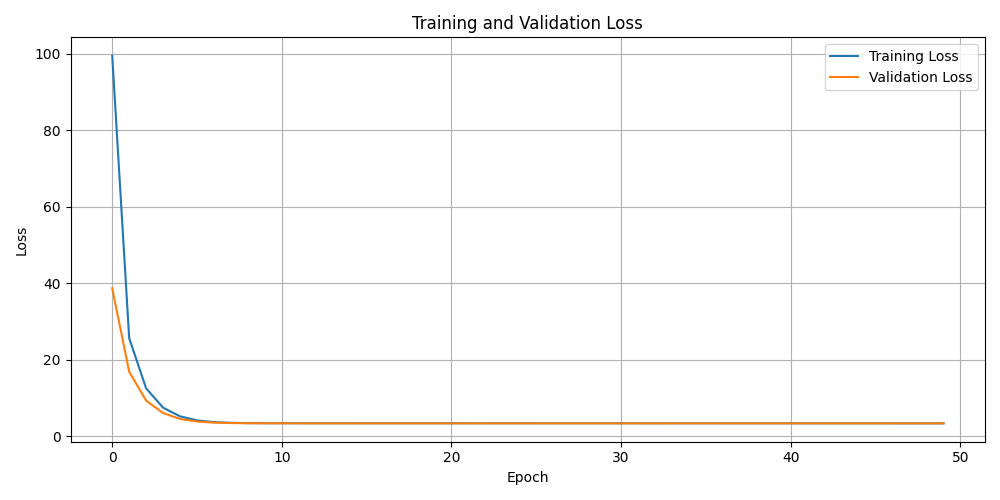 Training and Validation Loss
Training Loss
Validation Loss
100
80
60
40
20
0
Loss
0 10 20 30 40 50
Epoch